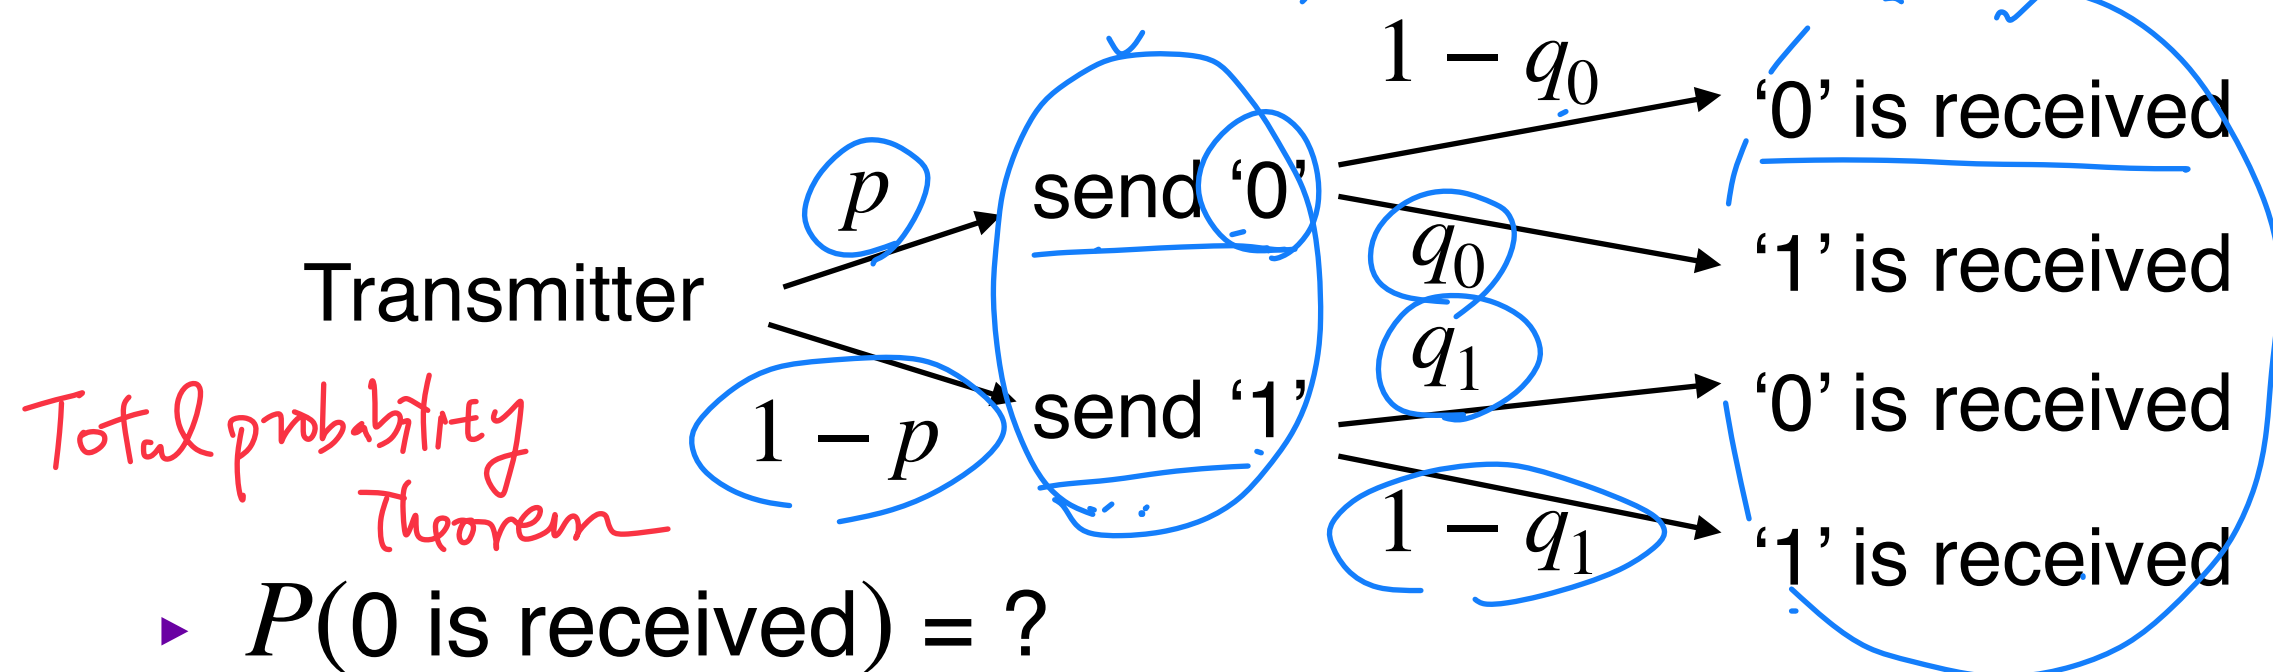 1 − q₀
‘0’ is received
p
send ‘0’
q₀
‘1’ is received
Transmitter
q₁
1 − p
send ‘1’
‘0’ is received
Total probability
Theorem
1 − q₁
‘1’ is received
▸ P(0 is received) = ?